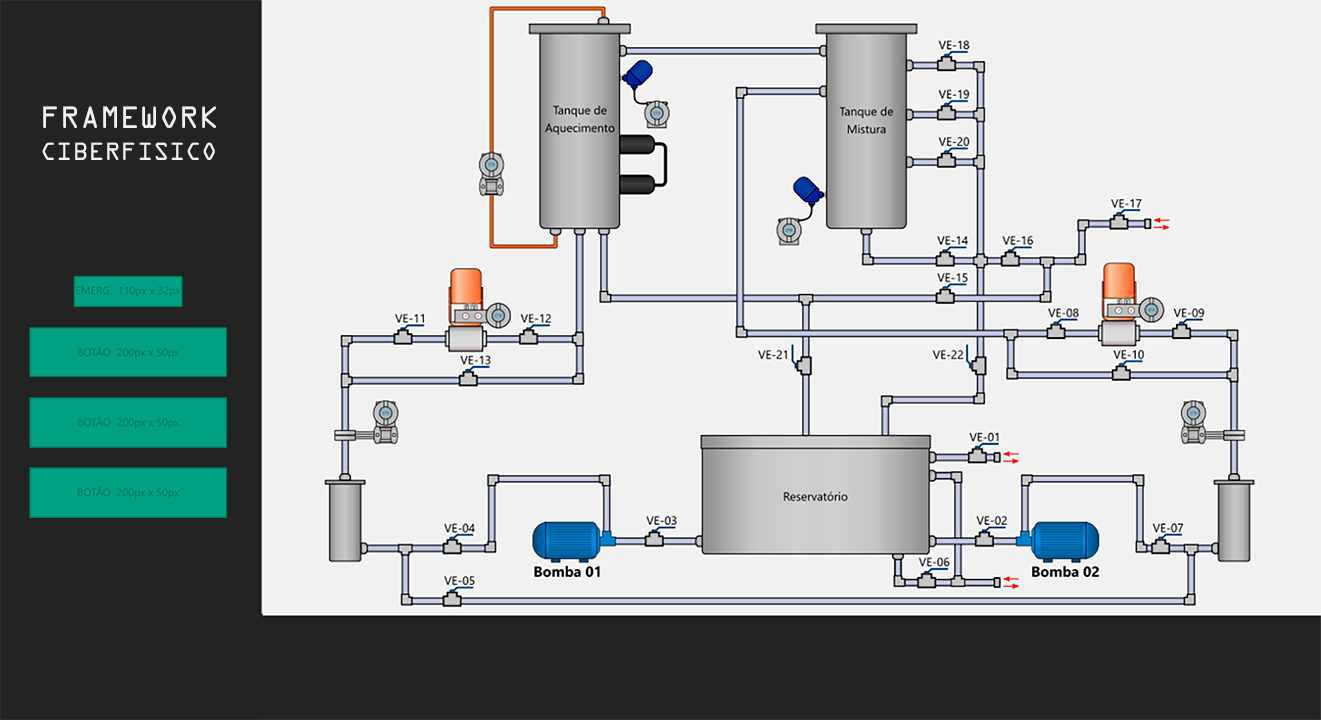 FRAMEWORK
CIBERFISICO
EMERG. 110px x 32px
BOTÃO 200px x 50px
BOTÃO 200px x 50px
BOTÃO 200px x 50px
Tanque de
Aquecimento
Tanque de
Mistura
VE-18
VE-19
VE-20
VE-17
VE-14
VE-16
VE-15
VE-11
VE-12
VE-13
VE-08
VE-09
VE-10
VE-21
VE-22
VE-01
Reservatório
VE-04
VE-03
VE-02
VE-07
Bomba 01
VE-06
Bomba 02
VE-05